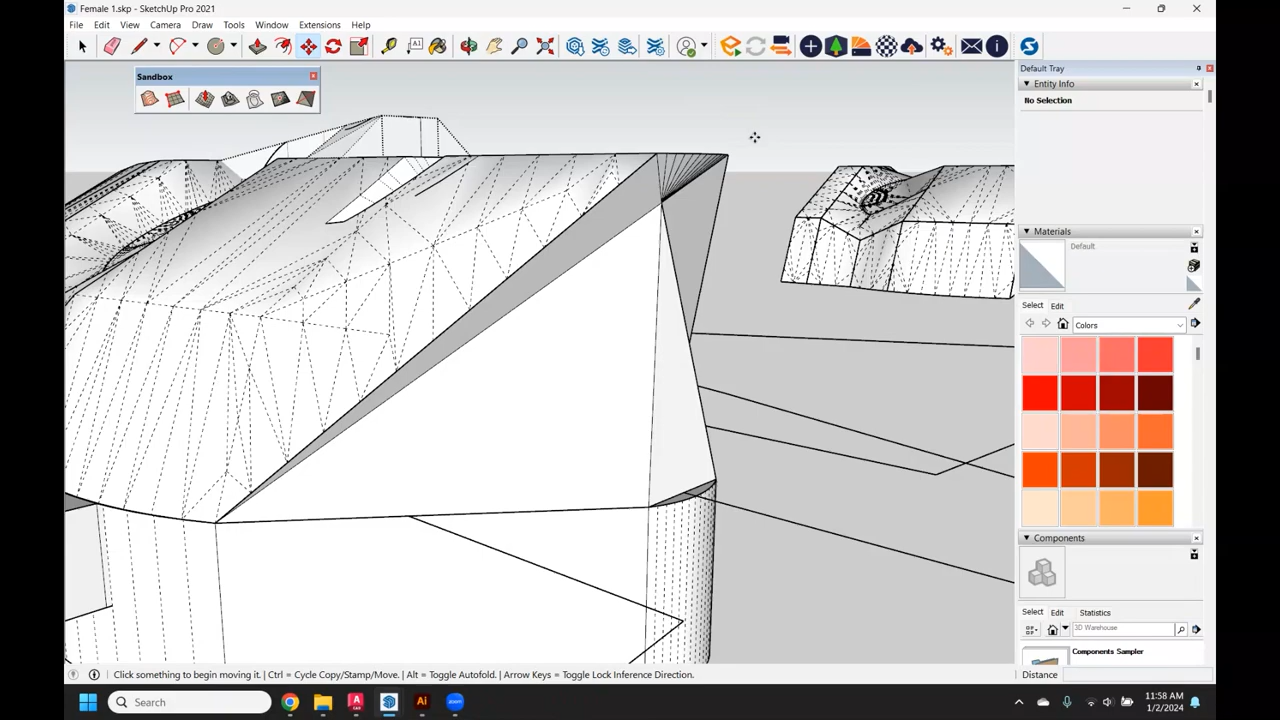 Female 1.skp - SketchUp Pro 2021
File Edit View Camera Draw Tools Window Extensions Help
A1
Sandbox
Default Tray
Entity Info
No Selection
Materials
Default
Select Edit
Colors
Components
Select Edit Statistics
3D Warehouse
Components Sampler
Click something to begin moving it. | Ctrl = Cycle Copy/Stamp/Move. | Alt = Toggle Autofold. | Arrow Keys = Toggle Lock Inference Direction.
Distance
Search
A
Ai
zoom
11:58 AM
1/2/2024